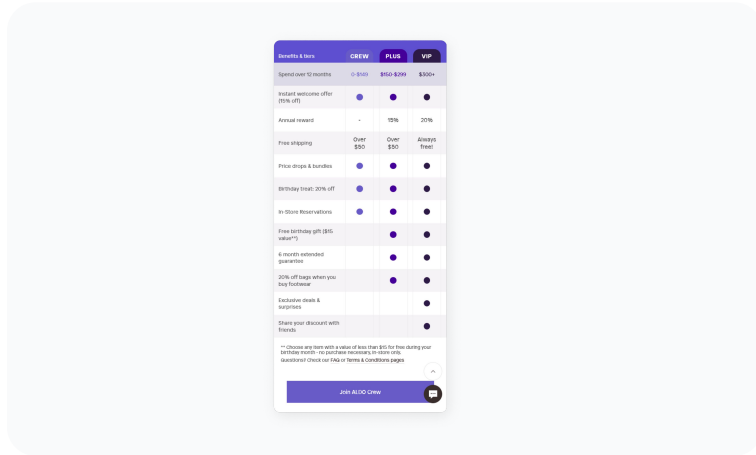 Benefits & tiers CREW PLUS VIP
Spend over 12 months 0-$149 $150-$299 $300+
Instant welcome offer
(15% off)
Annual reward - 15% 20%
Free shipping Over $50 Over $50 Always free!
Price drops & bundles
Birthday treat: 20% off
In-Store Reservations
Free birthday gift ($15
value**)
6 month extended
guarantee
20% off bags when you
buy footwear
Exclusive deals &
surprises
Share your discount with
friends
** Choose any item with a value of less than $15 for free during your
birthday month - no purchase necessary, in-store only.
Questions? Check our FAQ or Terms & Conditions pages
Join ALDO Crew